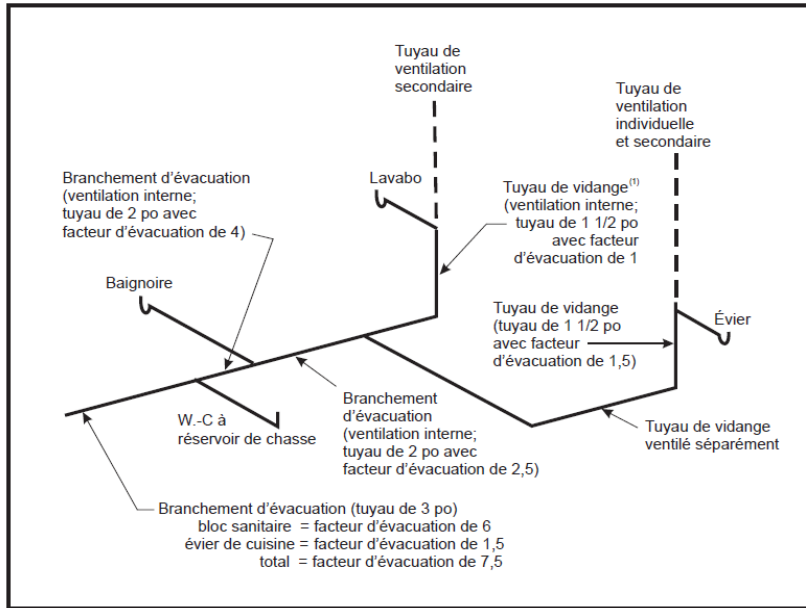 Tuyau de
ventilation
secondaire
Tuyau de
ventilation
individuelle
et secondaire
Branchement d'évacuation
(ventilation interne;
tuyau de 2 po avec
facteur d'évacuation de 4)
Lavabo
Tuyau de vidange(1)
(ventilation interne;
tuyau de 1 1/2 po
avec facteur
d'évacuation de 1
Baignoire
Tuyau de vidange
(tuyau de 1 1/2 po
avec facteur
d'évacuation de 1,5)
Évier
W.-C à
réservoir de chasse
Branchement
d'évacuation
(ventilation interne;
tuyau de 2 po avec
facteur d'évacuation de 2,5)
Tuyau de vidange
ventilé séparément
Branchement d'évacuation (tuyau de 3 po)
bloc sanitaire = facteur d'évacuation de 6
évier de cuisine = facteur d'évacuation de 1,5
total = facteur d'évacuation de 7,5